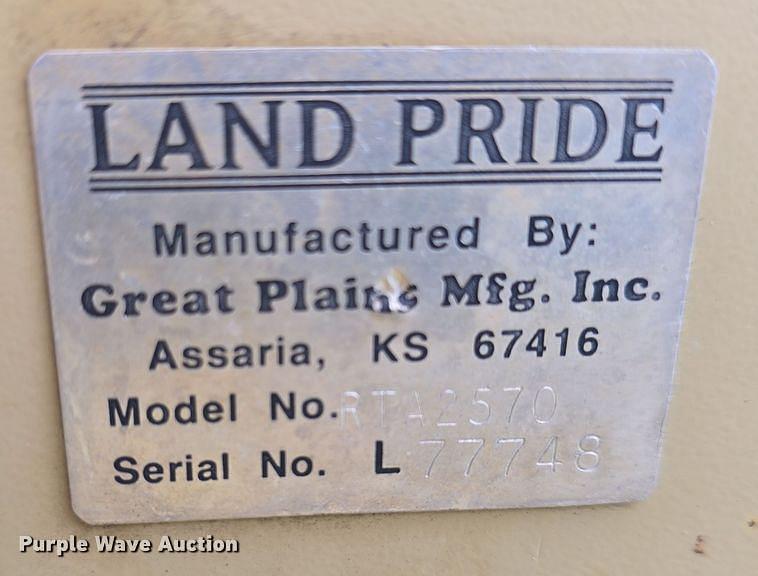 LAND PRIDE
Manufactured By:
Great Plains Mfg. Inc.
Assaria, KS 67416
Model No. RTA2570
Serial No. L 77748
Purple Wave Auction